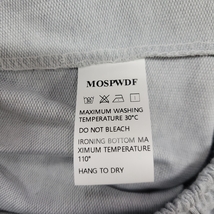 MOSPWDF
MAXIMUM WASHING
TEMPERATURE 30°C
DO NOT BLEACH
IRONING BOTTOM MA
XIMUM TEMPERATURE
110°
HANG TO DRY